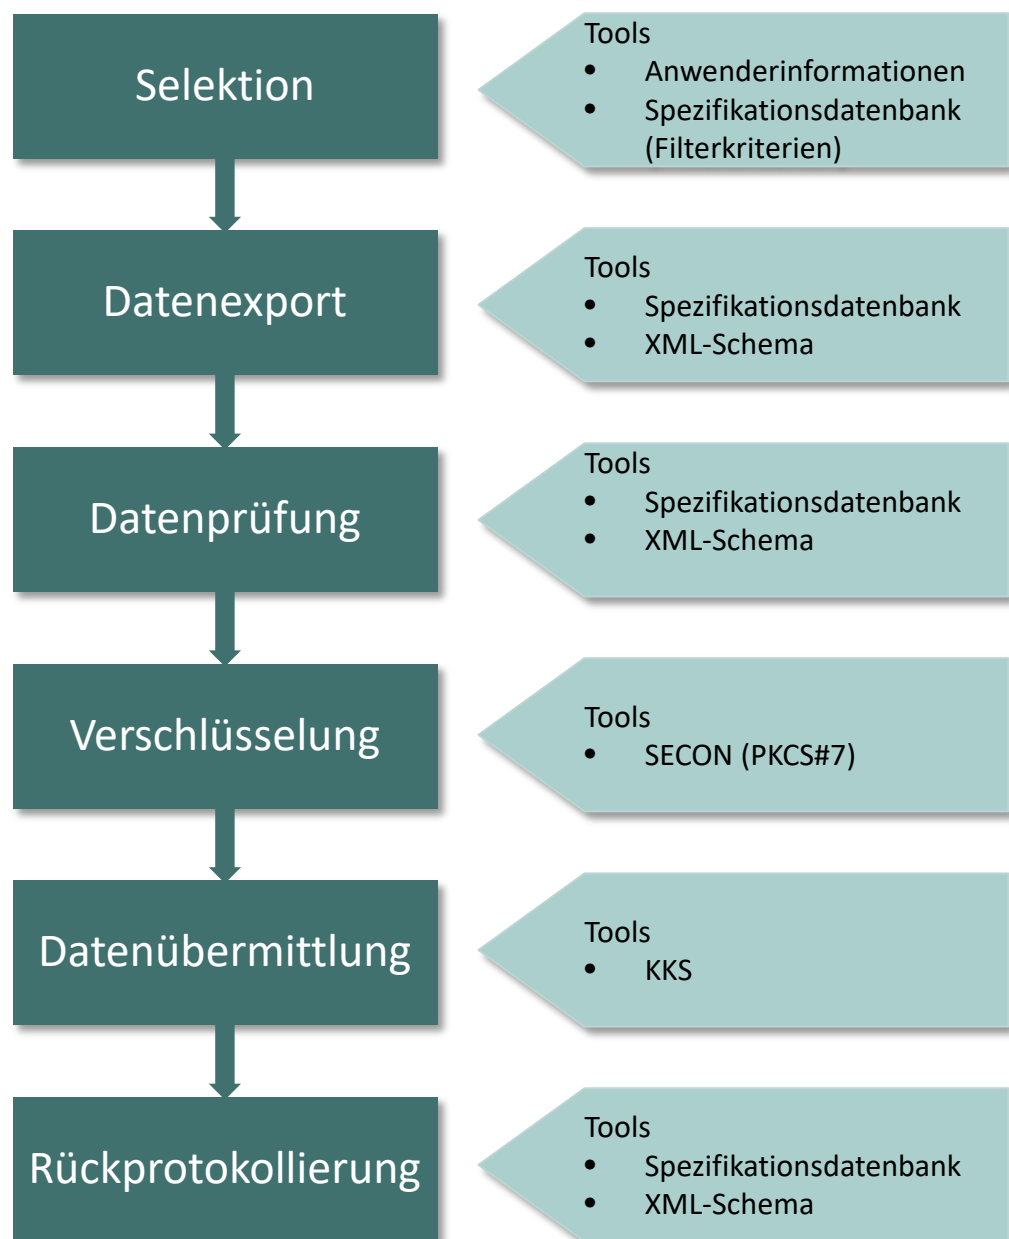 Selektion
Tools
• Anwenderinformationen
• Spezifikationsdatenbank
(Filterkriterien)
Datenexport
Tools
• Spezifikationsdatenbank
• XML-Schema
Datenprüfung
Tools
• Spezifikationsdatenbank
• XML-Schema
Verschlüsselung
Tools
• SECON (PKCS#7)
Datenübermittlung
Tools
• KKS
Rückprotokollierung
Tools
• Spezifikationsdatenbank
• XML-Schema